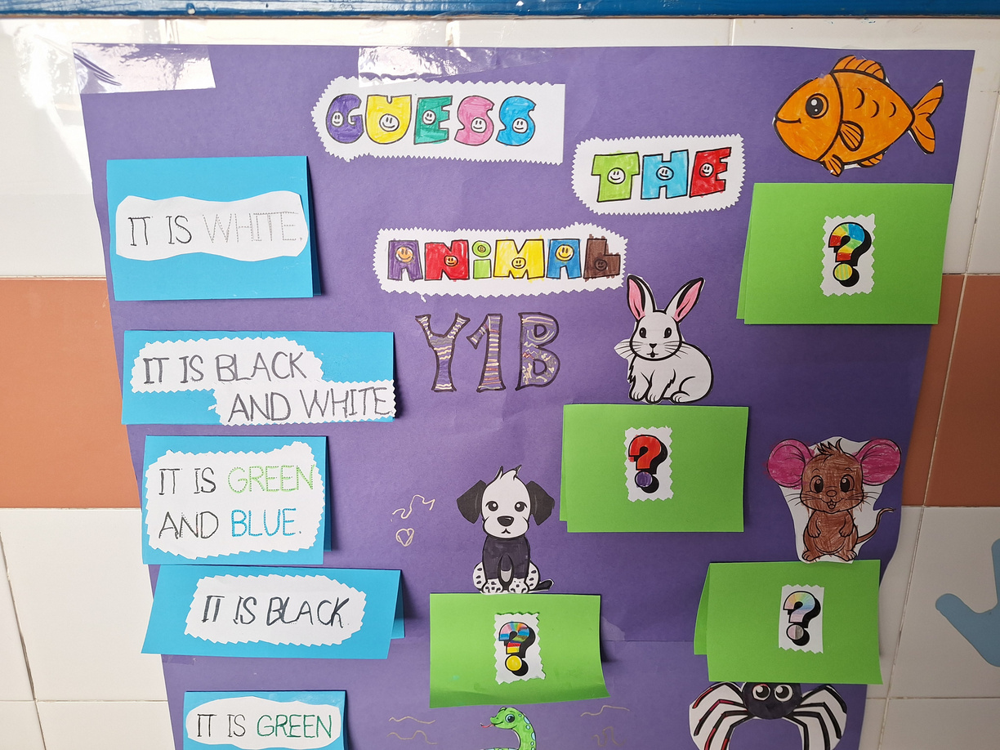 GUESS
THE
ANIMAL
Y1B
IT IS WHITE.
IT IS BLACK
AND WHITE
IT IS GREEN
AND BLUE.
IT IS BLACK.
IT IS GREEN
?
?
?
?